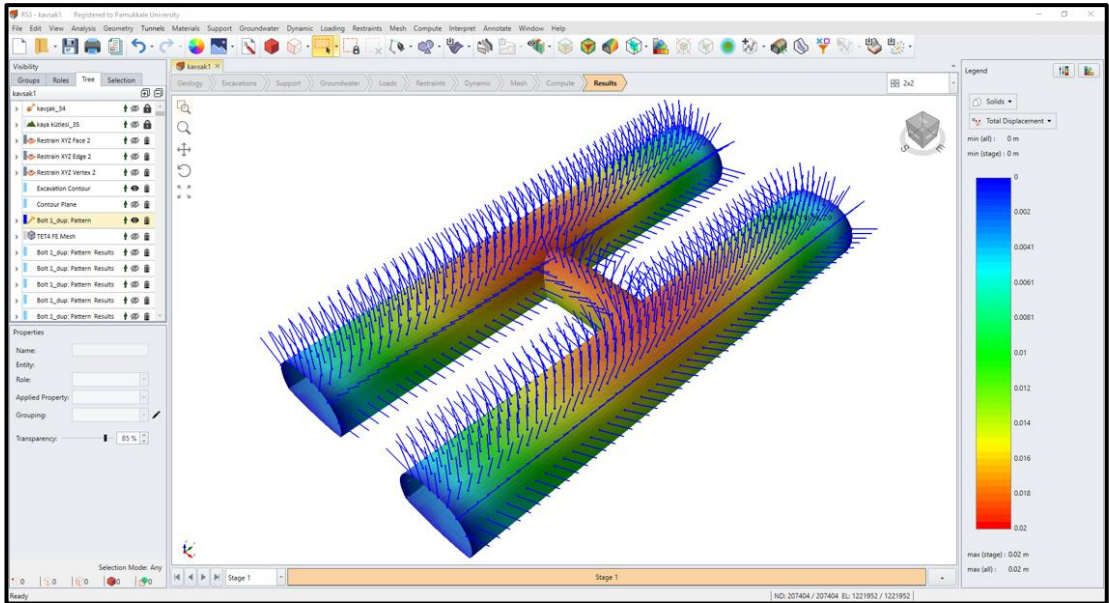 RS3 - kavsak1 Registered to Pamukkale University
File Edit View Analysis Geometry Tunnels Materials Support Groundwater Dynamic Loading Restraints Mesh Compute Interpret Annotate Window Help
Visibility
Groups Roles Tree Selection
kavsak1
kavşak_34
kaya kütlesi_35
Restrain XYZ Face 2
Restrain XYZ Edge 2
Restrain XYZ Vertex 2
Excavation Contour
Contour Plane
Bolt 1_dup: Pattern
TET4 FE Mesh
Bolt 1_dup: Pattern Results
Bolt 1_dup: Pattern Results
Bolt 1_dup: Pattern Results
Bolt 1_dup: Pattern Results
Bolt 1_dup: Pattern Results
Properties
Name:
Entity:
Role:
Applied Property:
Grouping:
Transparency: 85 %
Selection Mode: Any
0 0 0 0 0
Ready
kavsak1
Geology Excavations Support Groundwater Loads Restraints Dynamic Mesh Compute Results
2x2
S E
Stage 1
Stage 1
ND: 207404 / 207404 EL: 1221952 / 1221952
Legend
Solids
Total Displacement
min (all) : 0 m
min (stage) : 0 m
0
0.002
0.0041
0.0061
0.0081
0.01
0.012
0.014
0.016
0.018
0.02
max (stage) : 0.02 m
max (all) : 0.02 m